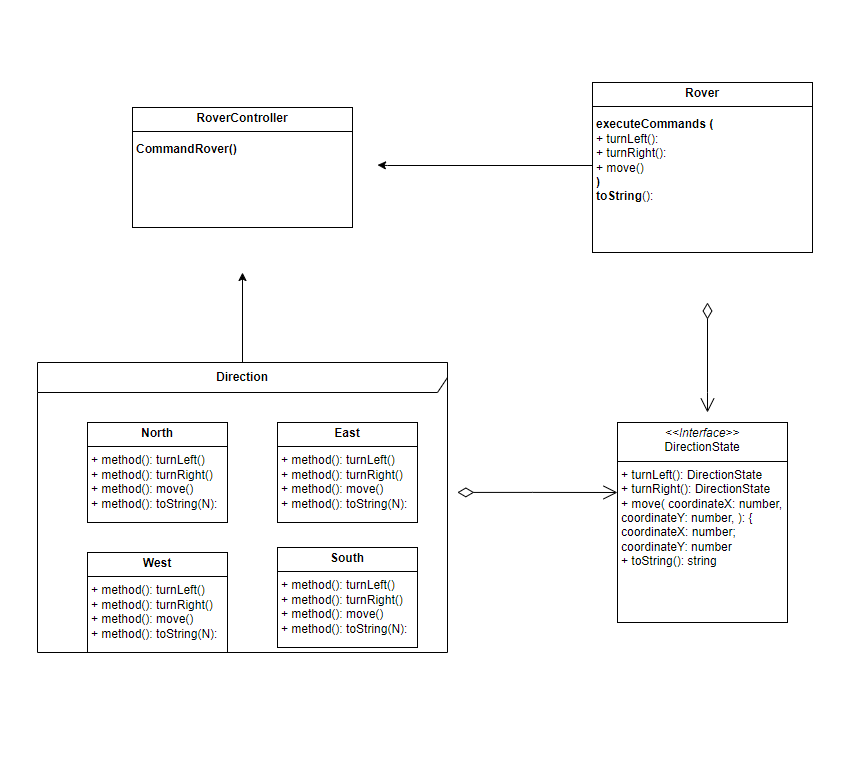 RoverController
CommandRover()
Rover
executeCommands (
+ turnLeft():
+ turnRight():
+ move()
)
toString():
Direction
North
+ method(): turnLeft()
+ method(): turnRight()
+ method(): move()
+ method(): toString(N):
East
+ method(): turnLeft()
+ method(): turnRight()
+ method(): move()
+ method(): toString(N):
West
+ method(): turnLeft()
+ method(): turnRight()
+ method(): move()
+ method(): toString(N):
South
+ method(): turnLeft()
+ method(): turnRight()
+ method(): move()
+ method(): toString(N):
<<Interface>>
DirectionState
+ turnLeft(): DirectionState
+ turnRight(): DirectionState
+ move( coordinateX: number,
coordinateY: number, ): {
coordinateX: number;
coordinateY: number
+ toString(): string